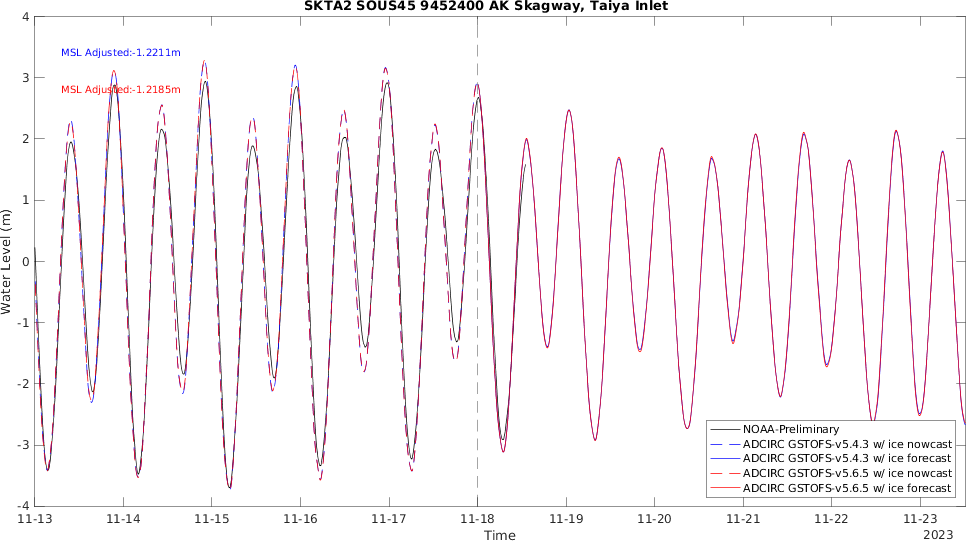 SKTA2 SOUS45 9452400 AK Skagway, Taiya Inlet
MSL Adjusted:-1.2211m
MSL Adjusted:-1.2185m
Water Level (m)
4
3
2
1
0
-1
-2
-3
-4
NOAA-Preliminary
ADCIRC GSTOFS-v5.4.3 w/ ice nowcast
ADCIRC GSTOFS-v5.4.3 w/ ice forecast
ADCIRC GSTOFS-v5.6.5 w/ ice nowcast
ADCIRC GSTOFS-v5.6.5 w/ ice forecast
11-13 11-14 11-15 11-16 11-17 11-18 11-19 11-20 11-21 11-22 11-23
Time
2023